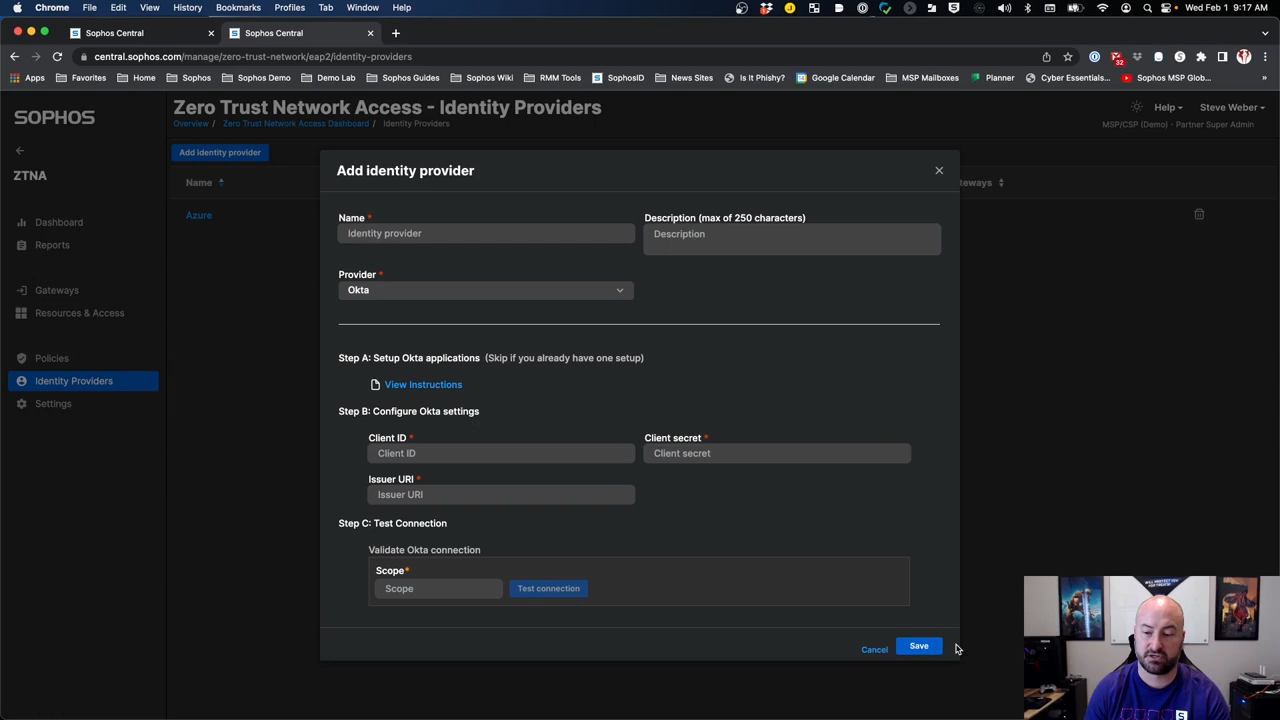 Chrome File Edit View History Bookmarks Profiles Tab Window Help Wed Feb 1 9:17 AM
Sophos Central × Sophos Central × +
central.sophos.com/manage/zero-trust-network/eap2/identity-providers
Apps Favorites Home Sophos Sophos Demo Demo Lab Sophos Guides Sophos Wiki RMM Tools SophosID News Sites Is It Phishy? Google Calendar MSP Mailboxes Planner Cyber Essentials... Sophos MSP Glob... »
32
SOPHOS
Zero Trust Network Access - Identity Providers
Help Steve Weber
Overview / Zero Trust Network Access Dashboard / Identity Providers
MSP/CSP (Demo) - Partner Super Admin
ZTNA
Dashboard
Reports
Gateways
Resources & Access
Policies
Identity Providers
Settings
Add identity provider
Name
Azure
Add identity provider
Name *
Identity provider
Description (max of 250 characters)
Description
Provider *
Okta
Step A: Setup Okta applications (Skip if you already have one setup)
View Instructions
Step B: Configure Okta settings
Client ID *
Client ID
Client secret *
Client secret
Issuer URI *
Issuer URI
Step C: Test Connection
Validate Okta connection
Scope*
Scope
Test connection
Cancel
Save